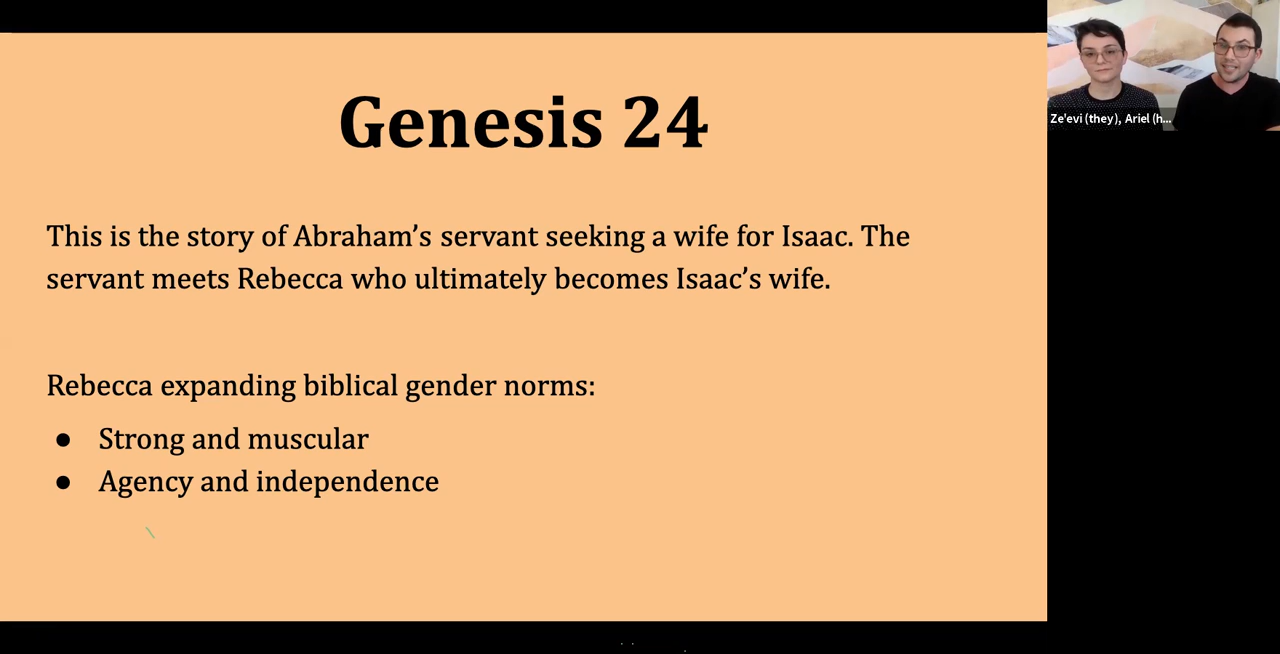 Genesis 24
This is the story of Abraham’s servant seeking a wife for Isaac. The
servant meets Rebecca who ultimately becomes Isaac’s wife.
Rebecca expanding biblical gender norms:
● Strong and muscular
● Agency and independence
Ze'evi (they), Ariel (h...